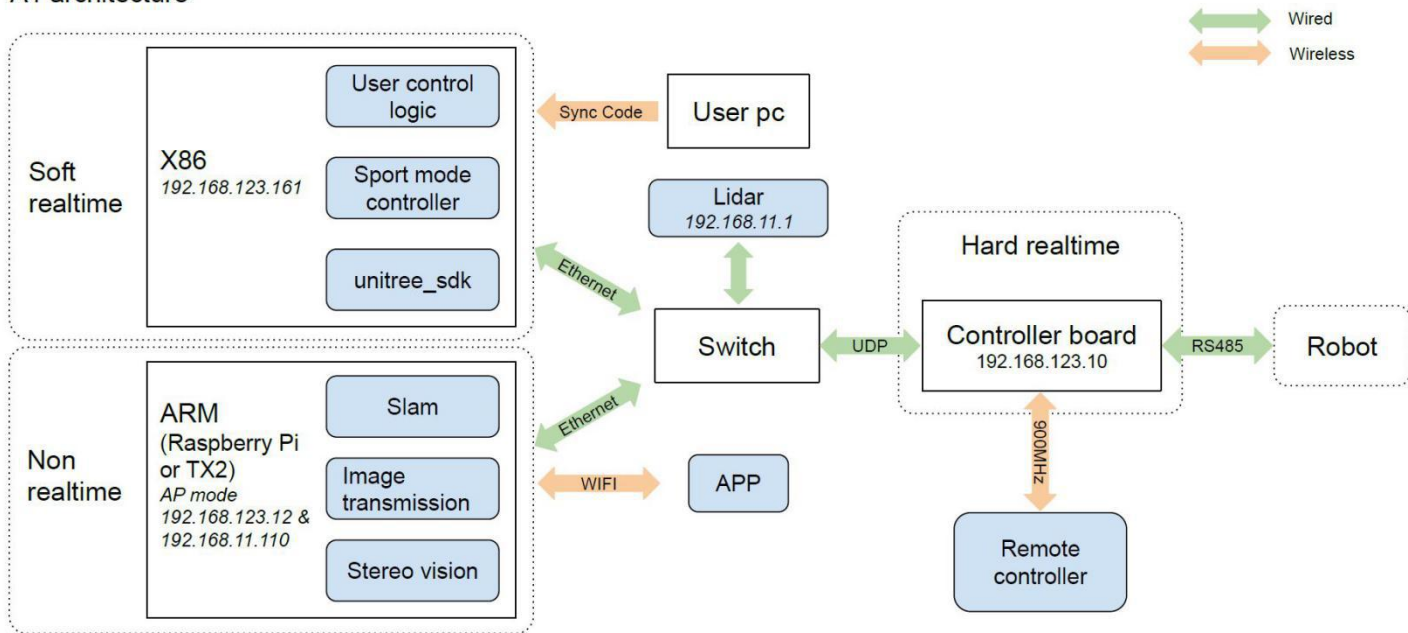 A1 architecture
Wired
Wireless
Soft
realtime
X86
192.168.123.161
User control
logic
Sport mode
controller
unitree_sdk
Sync Code
User pc
Lidar
192.168.11.1
Ethernet
Switch
UDP
Hard realtime
Controller board
192.168.123.10
RS485
Robot
Non
realtime
ARM
(Raspberry Pi
or TX2)
AP mode
192.168.123.12 &
192.168.11.110
Slam
Image
transmission
Stereo vision
Ethernet
WIFI
APP
900MHz
Remote
controller